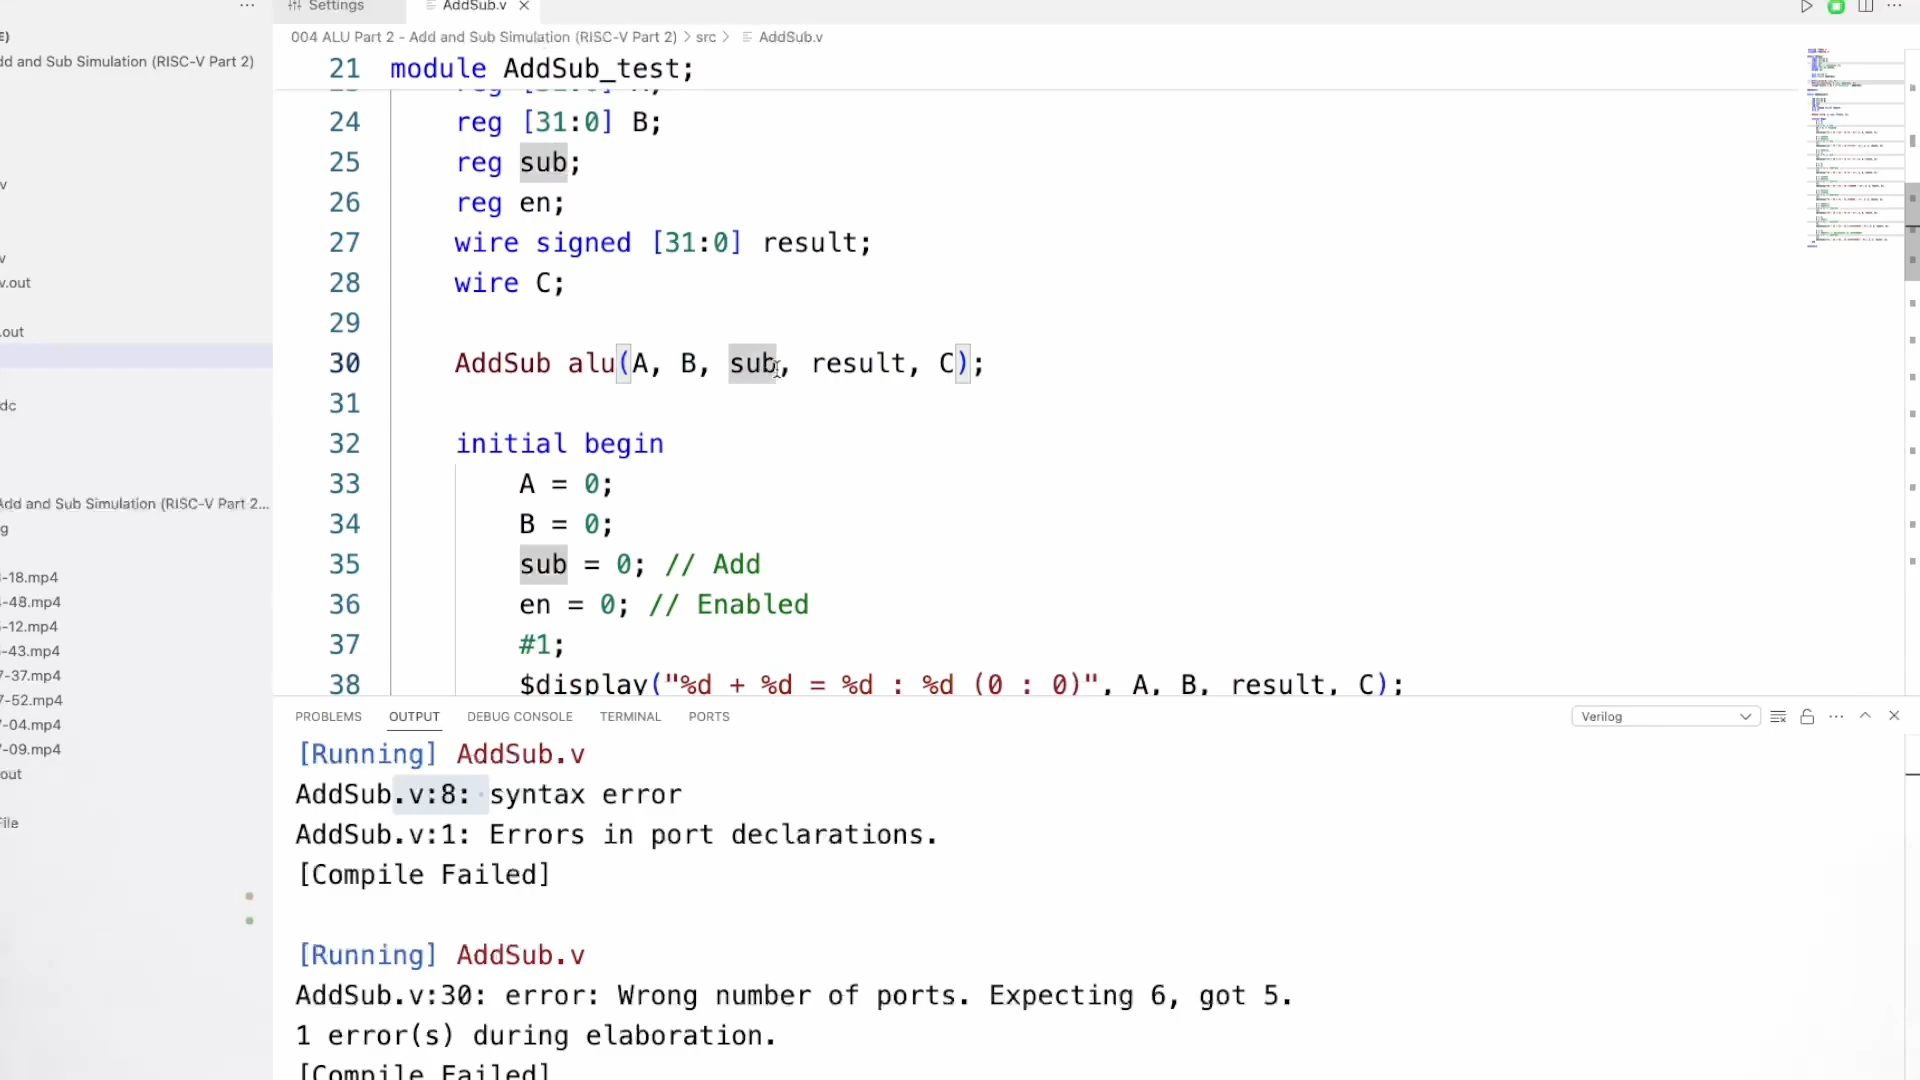 Settings
AddSub.v
004 ALU Part 2 - Add and Sub Simulation (RISC-V Part 2) > src > AddSub.v
E)
dd and Sub Simulation (RISC-V Part 2)
v
v
v.out
.out
dc
Add and Sub Simulation (RISC-V Part 2...
g
-18.mp4
-48.mp4
-12.mp4
-43.mp4
7-37.mp4
7-52.mp4
7-04.mp4
7-09.mp4
out
File
21 module AddSub_test;
24 reg [31:0] B;
25 reg sub;
26 reg en;
27 wire signed [31:0] result;
28 wire C;
29
30 AddSub alu(A, B, sub, result, C);
31
32 initial begin
33 A = 0;
34 B = 0;
35 sub = 0; // Add
36 en = 0; // Enabled
37 #1;
38 $display("%d + %d = %d : %d (0 : 0)", A, B, result, C);
PROBLEMS OUTPUT DEBUG CONSOLE TERMINAL PORTS
Verilog
[Running] AddSub.v
AddSub.v:8: syntax error
AddSub.v:1: Errors in port declarations.
[Compile Failed]
[Running] AddSub.v
AddSub.v:30: error: Wrong number of ports. Expecting 6, got 5.
1 error(s) during elaboration.
[Compile Failed]